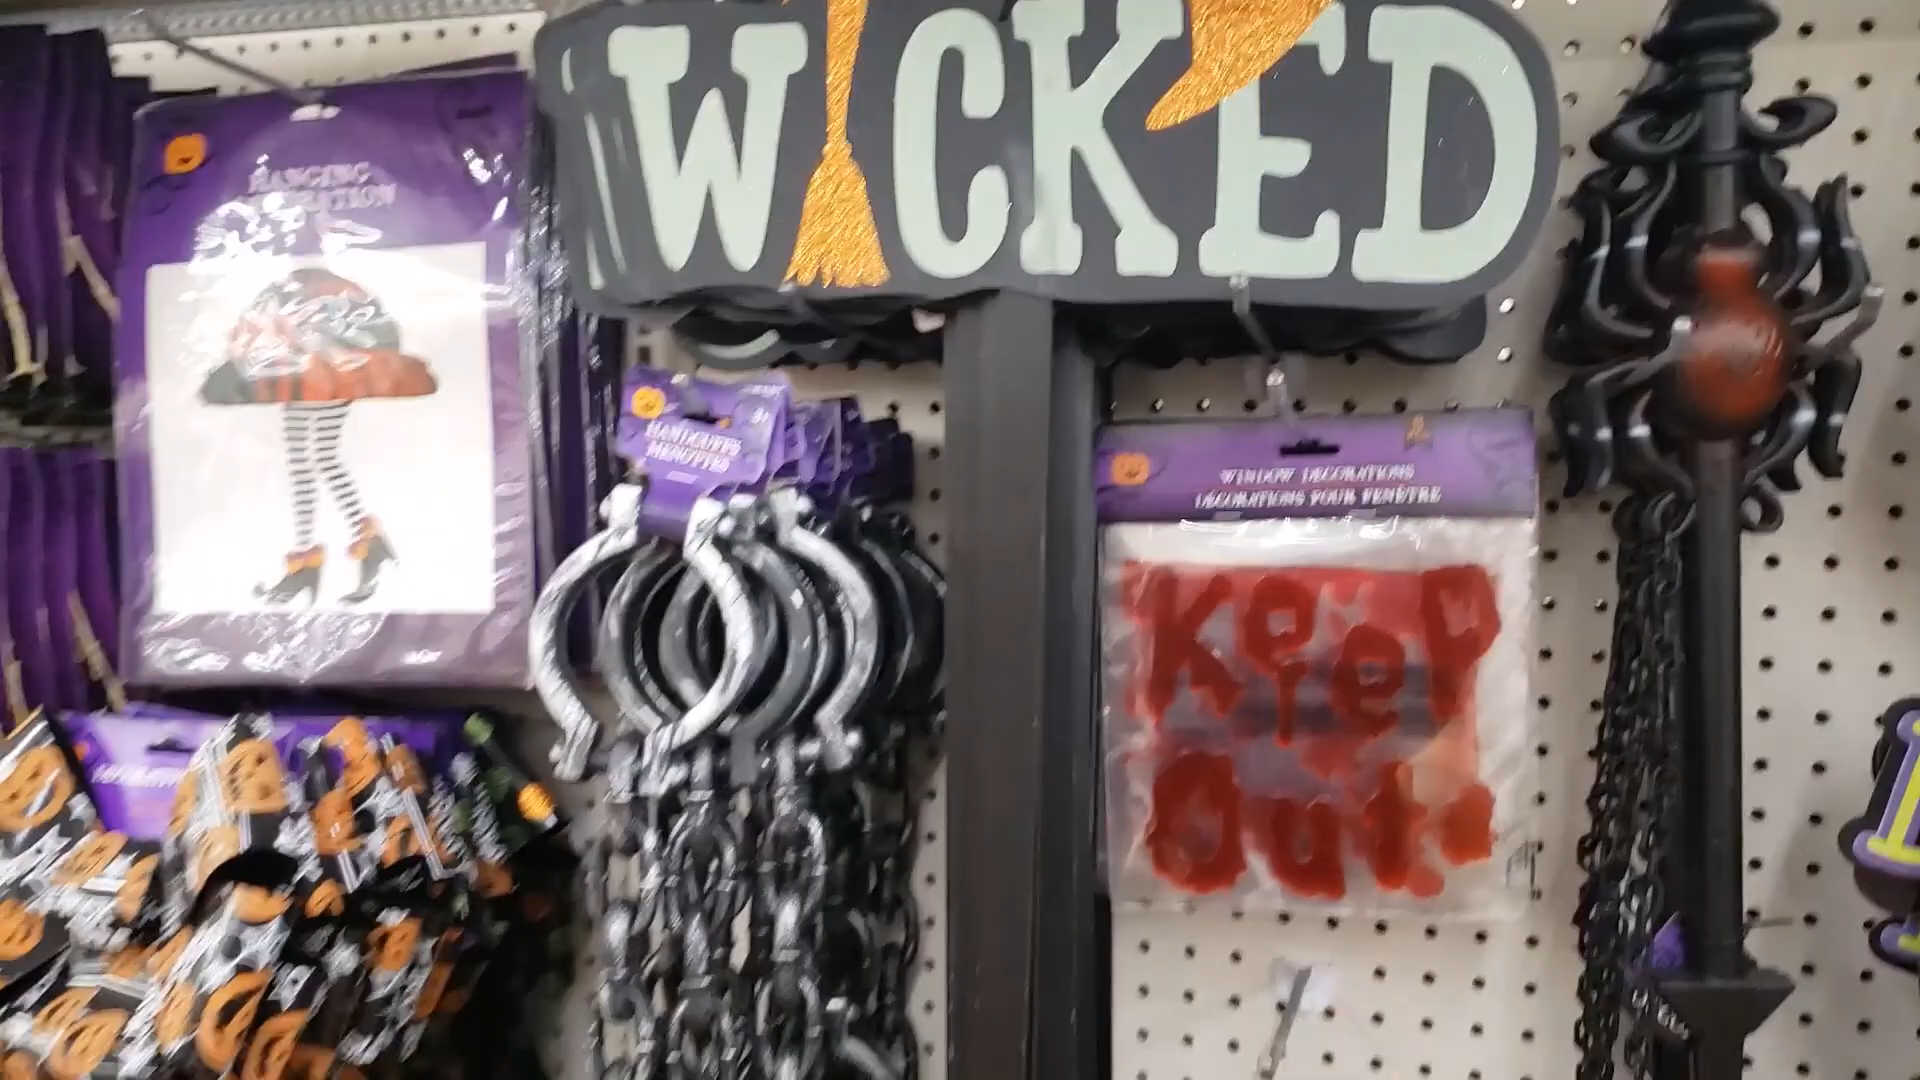 WICKED
HANGING
DECORATION
HANDCUFFS
MENOTTES
WINDOW DECORATIONS
DÉCORATIONS POUR FENÊTRE
Keep
Out